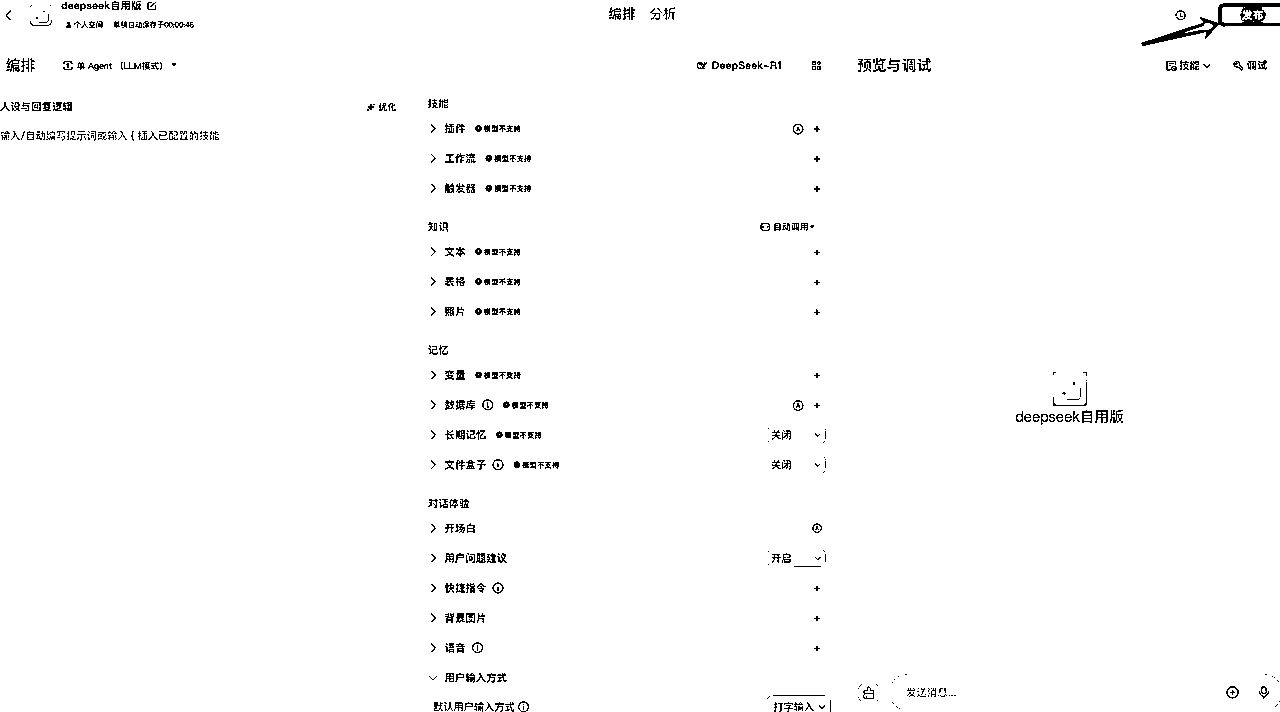 deepseek自用版
个人空间 草稿自动保存于00:00:46
编排 分析
发布
编排
单 Agent （LLM模式）
DeepSeek-R1
预览与调试
技能
调试
人设与回复逻辑
优化
输入/自动编写提示词或输入 { 插入已配置的技能
技能
插件 模型不支持
工作流 模型不支持
触发器 模型不支持
知识
自动调用
文本 模型不支持
表格 模型不支持
照片 模型不支持
记忆
变量 模型不支持
数据库 模型不支持
长期记忆 模型不支持 关闭
文件盒子 模型不支持 关闭
对话体验
开场白
用户问题建议 开启
快捷指令
背景图片
语音
用户输入方式
默认用户输入方式 打字输入
deepseek自用版
发送消息...